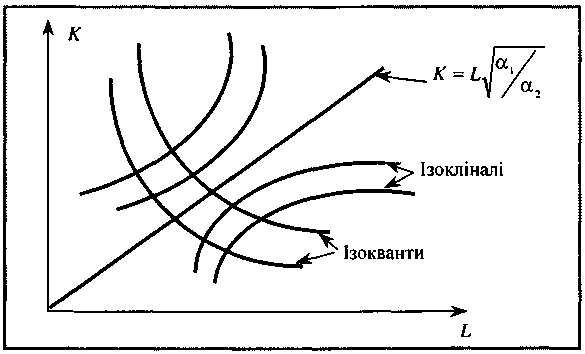 K
K = L√α₁/α₂
Ізокліналі
Ізокванти
L